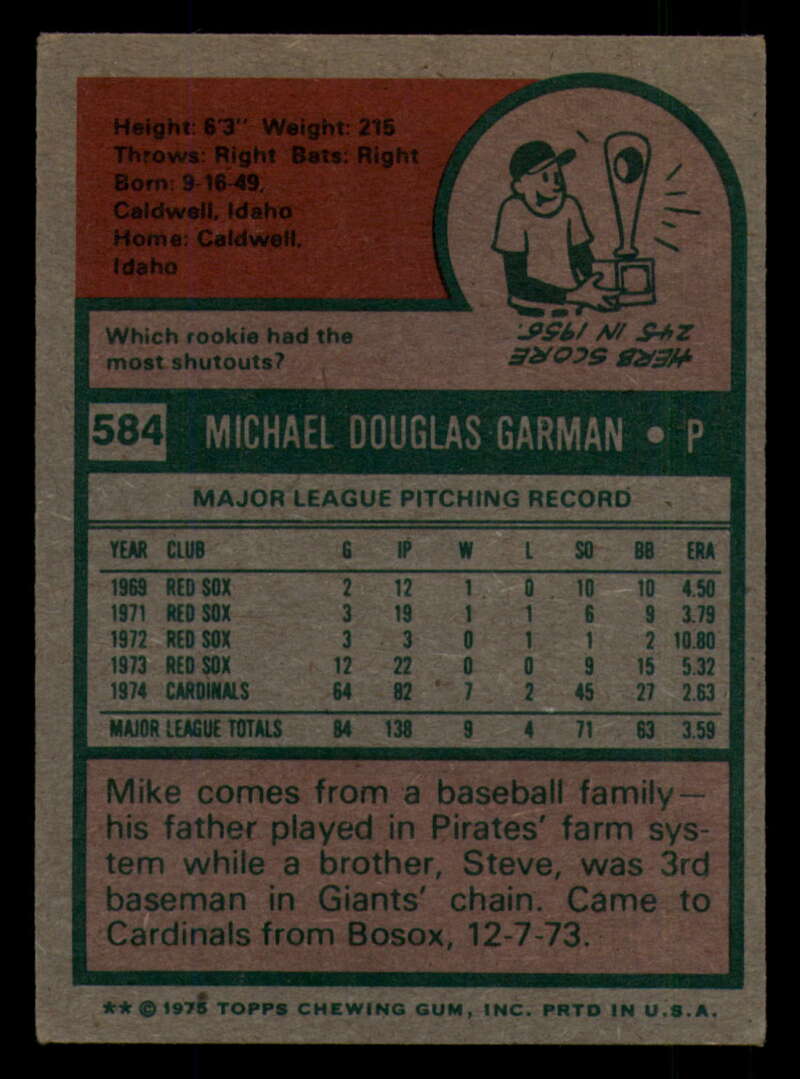 Height: 6'3" Weight: 215
Throws: Right Bats: Right
Born: 9-16-49,
Caldwell, Idaho
Home: Caldwell,
Idaho
Which rookie had the
most shutouts?
HERB SCORE
245 IN 1956.
584 MICHAEL DOUGLAS GARMAN • P
MAJOR LEAGUE PITCHING RECORD
YEAR CLUB G IP W L SO BB ERA
1969 RED SOX 2 12 1 0 10 10 4.50
1971 RED SOX 3 19 1 1 6 9 3.79
1972 RED SOX 3 3 0 1 1 2 10.80
1973 RED SOX 12 22 0 0 9 15 5.32
1974 CARDINALS 64 82 7 2 45 27 2.63
MAJOR LEAGUE TOTALS 84 138 9 4 71 63 3.59
Mike comes from a baseball family—
his father played in Pirates' farm sys-
tem while a brother, Steve, was 3rd
baseman in Giants' chain. Came to
Cardinals from Bosox, 12-7-73.
** © 1975 TOPPS CHEWING GUM, INC. PRTD IN U.S.A.